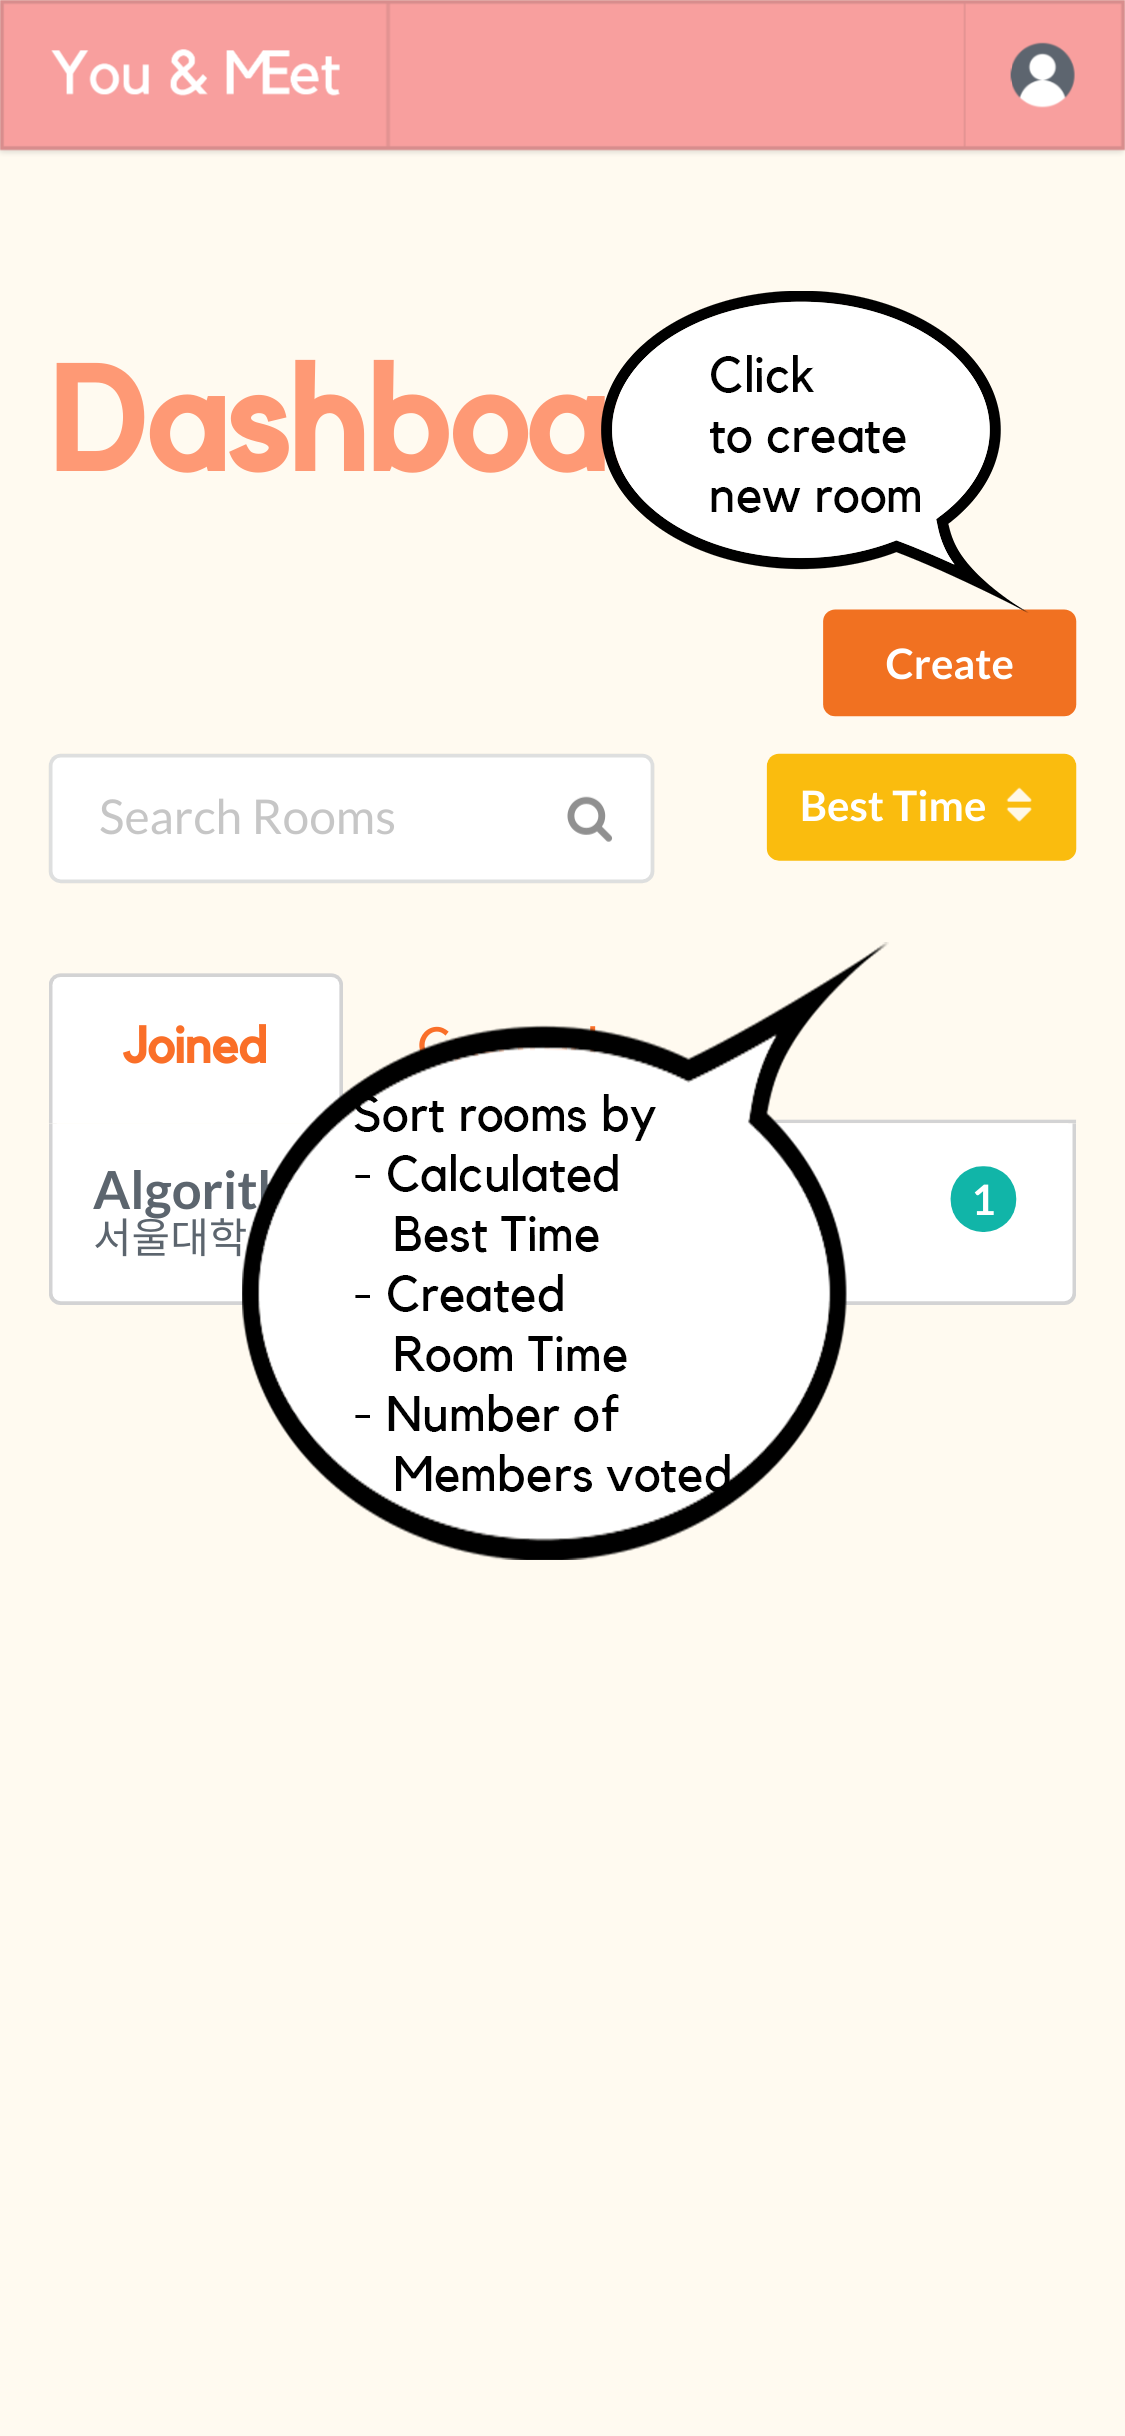 You & MEet
Dashboa
Click
to create
new room
Create
Search Rooms
Best Time
Joined
Sort rooms by
- Calculated
Best Time
- Created
Room Time
- Number of
Members voted
1
서울대학